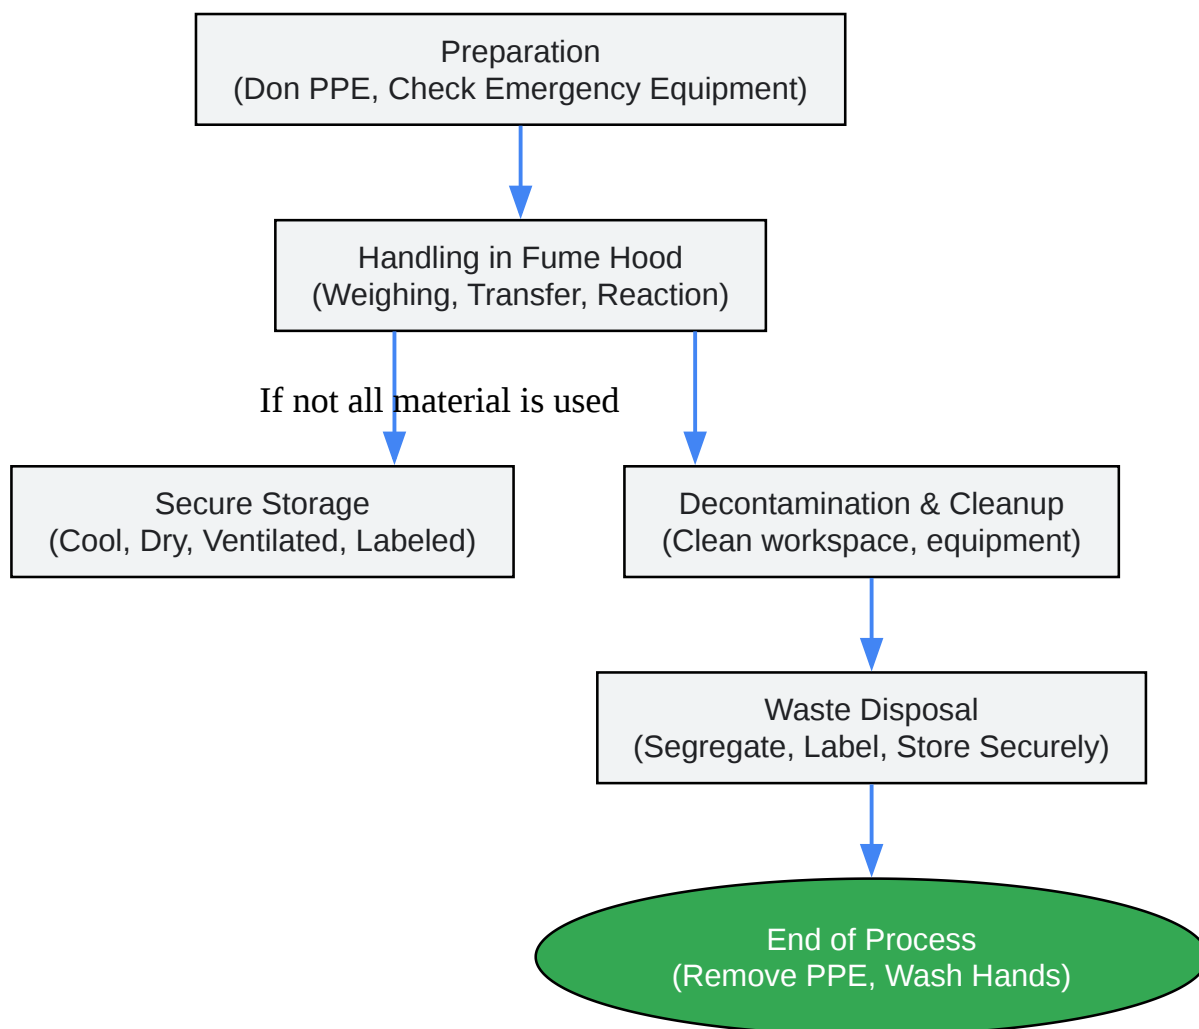 Preparation
(Don PPE, Check Emergency Equipment)
Handling in Fume Hood
(Weighing, Transfer, Reaction)
If not all material is used
Secure Storage
(Cool, Dry, Ventilated, Labeled)
Decontamination & Cleanup
(Clean workspace, equipment)
Waste Disposal
(Segregate, Label, Store Securely)
End of Process
(Remove PPE, Wash Hands)